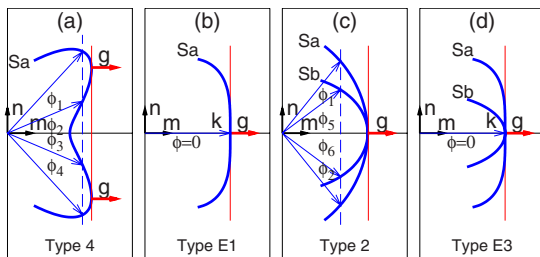 (a)
Sa
g
ϕ1
n
m
ϕ2
ϕ3
ϕ4
g
Type 4
(b)
Sa
n
m
k
g
ϕ=0
Type E1
(c)
Sa
Sb
ϕ1
n
m
ϕ5
g
ϕ6
ϕ2
Type 2
(d)
Sa
Sb
n
m
k
g
ϕ=0
Type E3